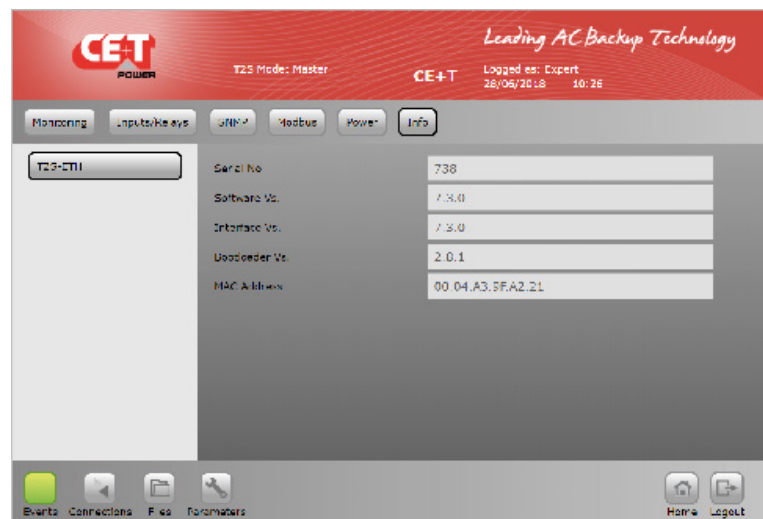 CE+T
POWER
Leading AC Backup Technology
T2S Mode: Master
CE+T
Logged as: Expert
28/06/2018 10:26
Monitoring
Inputs/Relays
SNMP
Modbus
Power
Info
T2S-ETH
Serial No
738
Software Vs.
7.3.0
Interface Vs.
7.3.0
Bootloader Vs.
2.0.1
MAC Address
00.04.A3.9F.A2.21
Events
Connections
Files
Parameters
Home
Logout